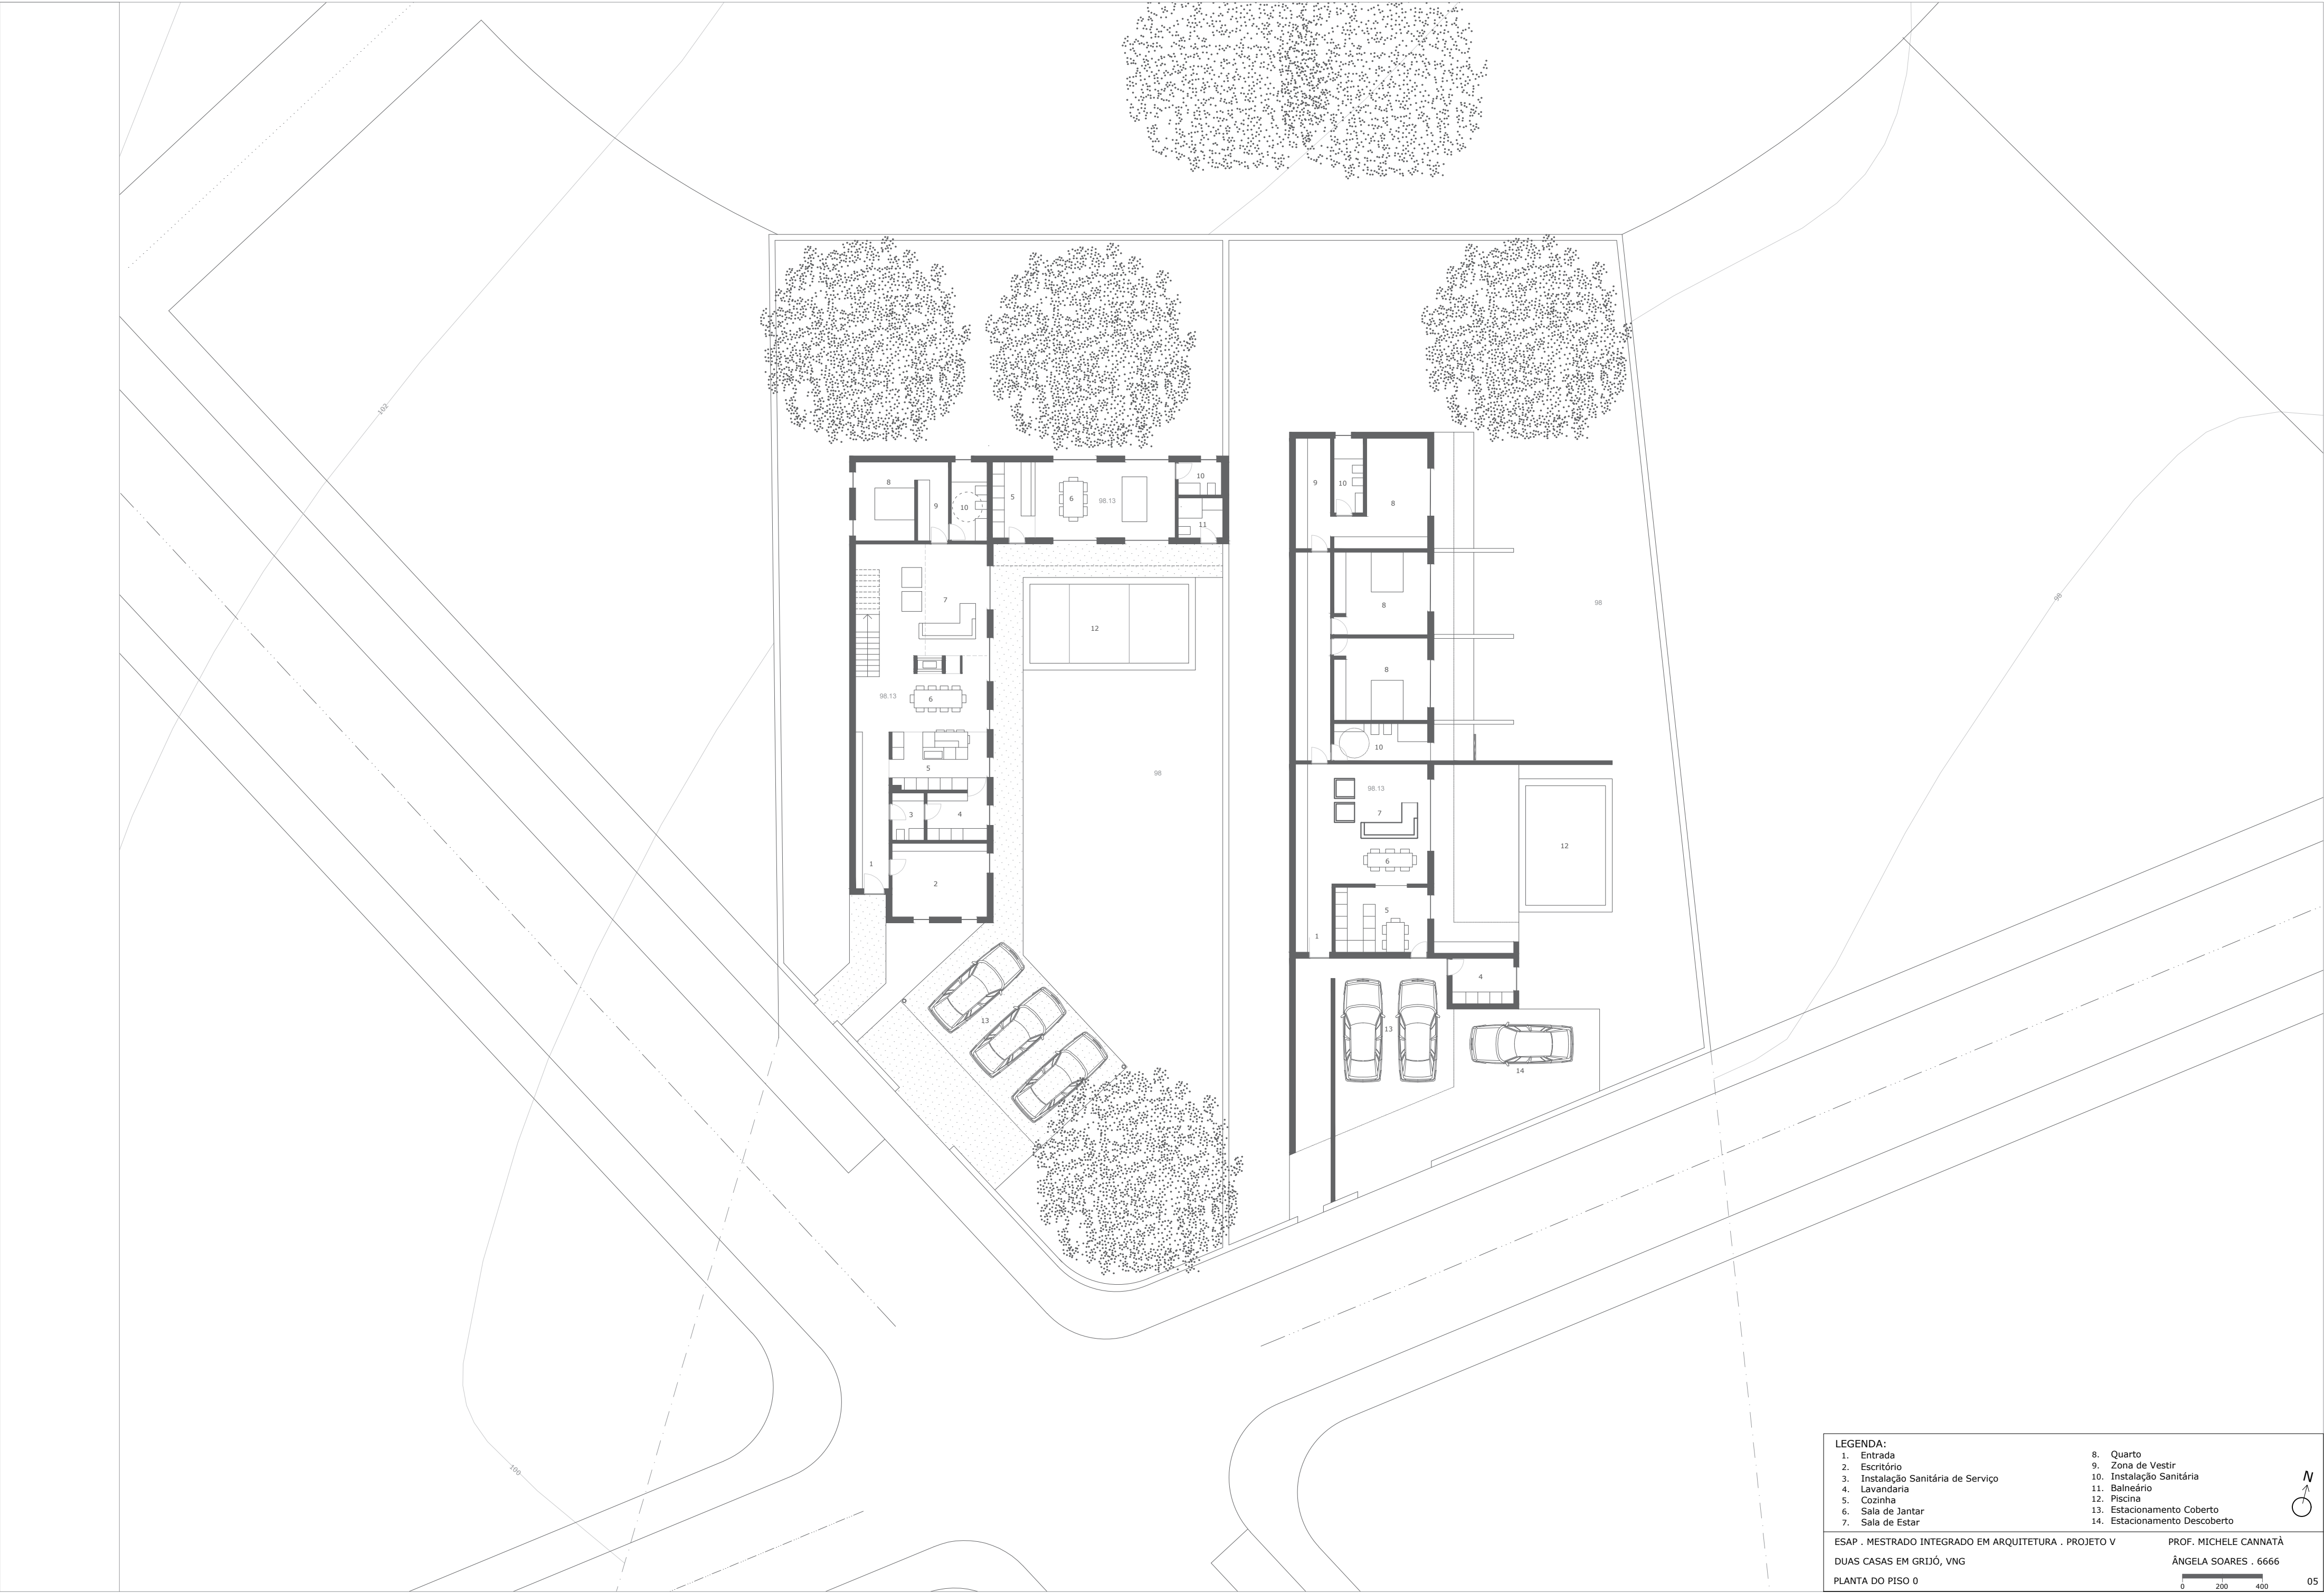 102
8
9
10
5
6
98.13
10
11
9
10
8
7
12
8
98
98
98.13
6
8
5
98
10
3
4
98.13
7
1
2
6
12
5
1
4
13
13
14
100
LEGENDA:
1. Entrada
2. Escritório
3. Instalação Sanitária de Serviço
4. Lavandaria
5. Cozinha
6. Sala de Jantar
7. Sala de Estar
8. Quarto
9. Zona de Vestir
10. Instalação Sanitária
11. Balneário
12. Piscina
13. Estacionamento Coberto
14. Estacionamento Descoberto
N
ESAP . MESTRADO INTEGRADO EM ARQUITETURA . PROJETO V
PROF. MICHELE CANNATÀ
DUAS CASAS EM GRIJÓ, VNG
ÂNGELA SOARES . 6666
PLANTA DO PISO 0
0 200 400
05